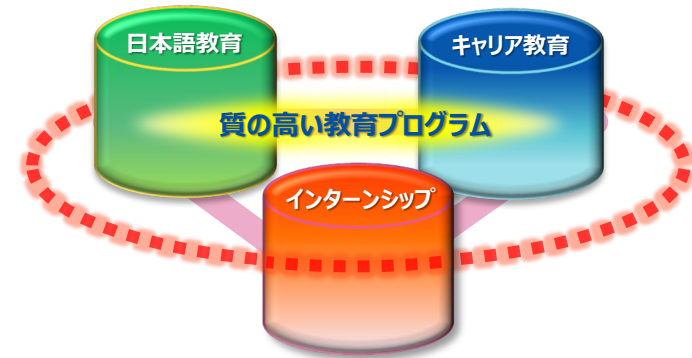 日本語教育
キャリア教育
質の高い教育プログラム
インターンシップ